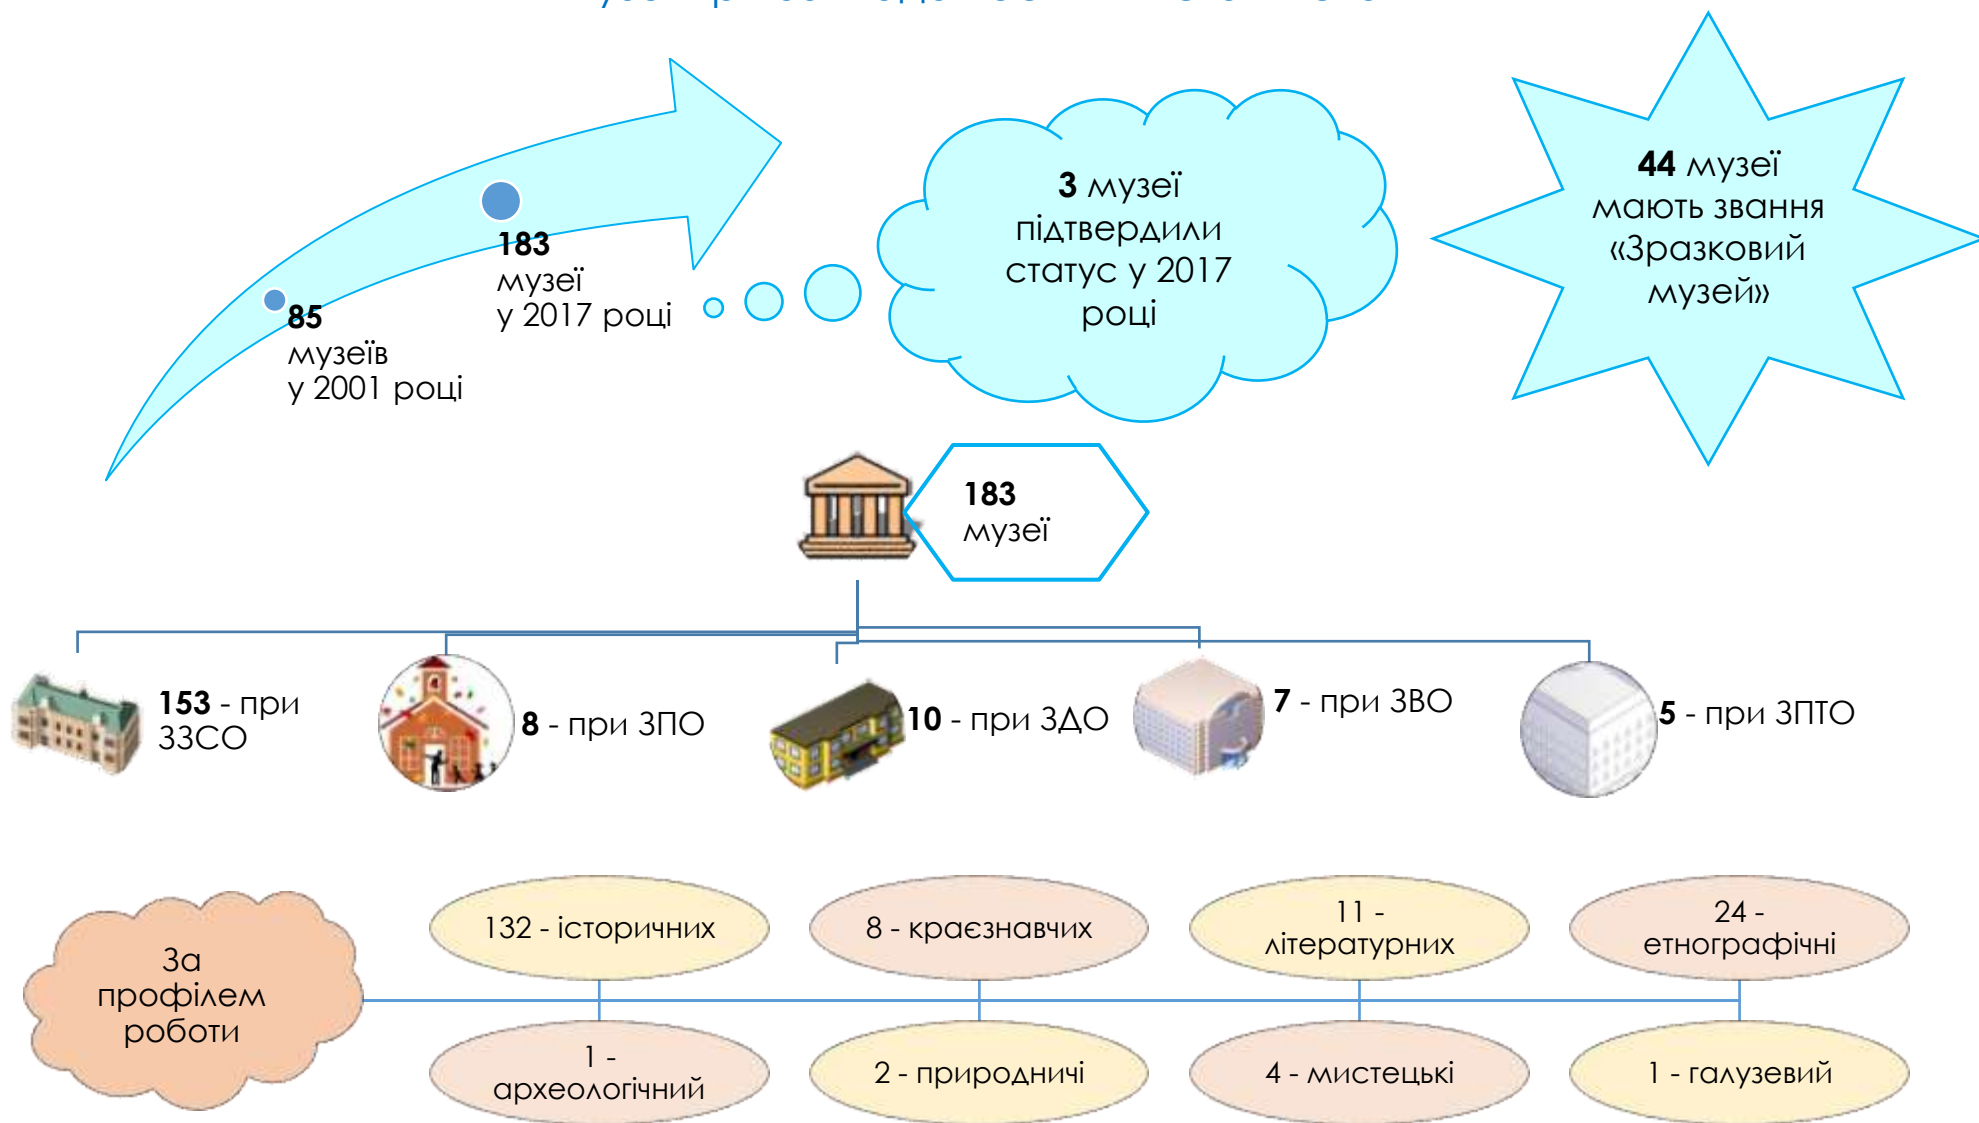 85
музеїв
у 2001 році
183
музеї
у 2017 році
3 музеї
підтвердили
статус у 2017
році
44 музеї
мають звання
«Зразковий
музей»
183
музеї
153 - при
ЗЗСО
8 - при ЗПО
10 - при ЗДО
7 - при ЗВО
5 - при ЗПТО
За
профілем
роботи
132 - історичних
8 - краєзнавчих
11 -
літературних
24 -
етнографічні
1 -
археологічний
2 - природничі
4 - мистецькі
1 - галузевий